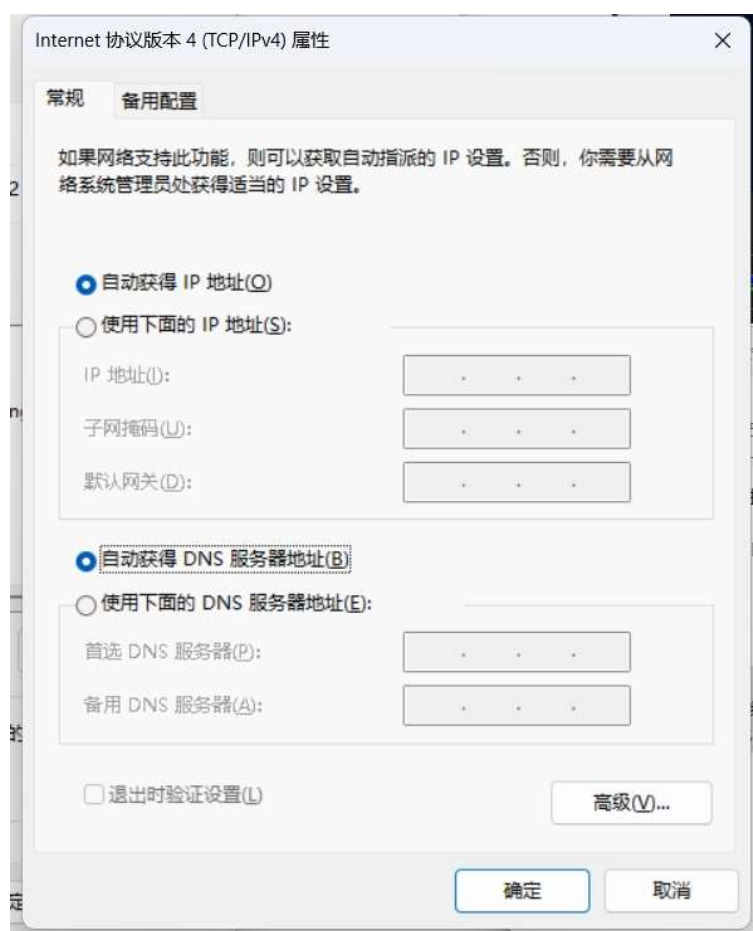 Internet 协议版本 4 (TCP/IPv4) 属性
常规
备用配置
如果网络支持此功能，则可以获取自动指派的 IP 设置。否则，你需要从网
络系统管理员处获得适当的 IP 设置。
自动获得 IP 地址(O)
使用下面的 IP 地址(S):
IP 地址(I):
子网掩码(U):
默认网关(D):
自动获得 DNS 服务器地址(B)
使用下面的 DNS 服务器地址(E):
首选 DNS 服务器(P):
备用 DNS 服务器(A):
退出时验证设置(L)
高级(V)...
确定
取消
2
的
定